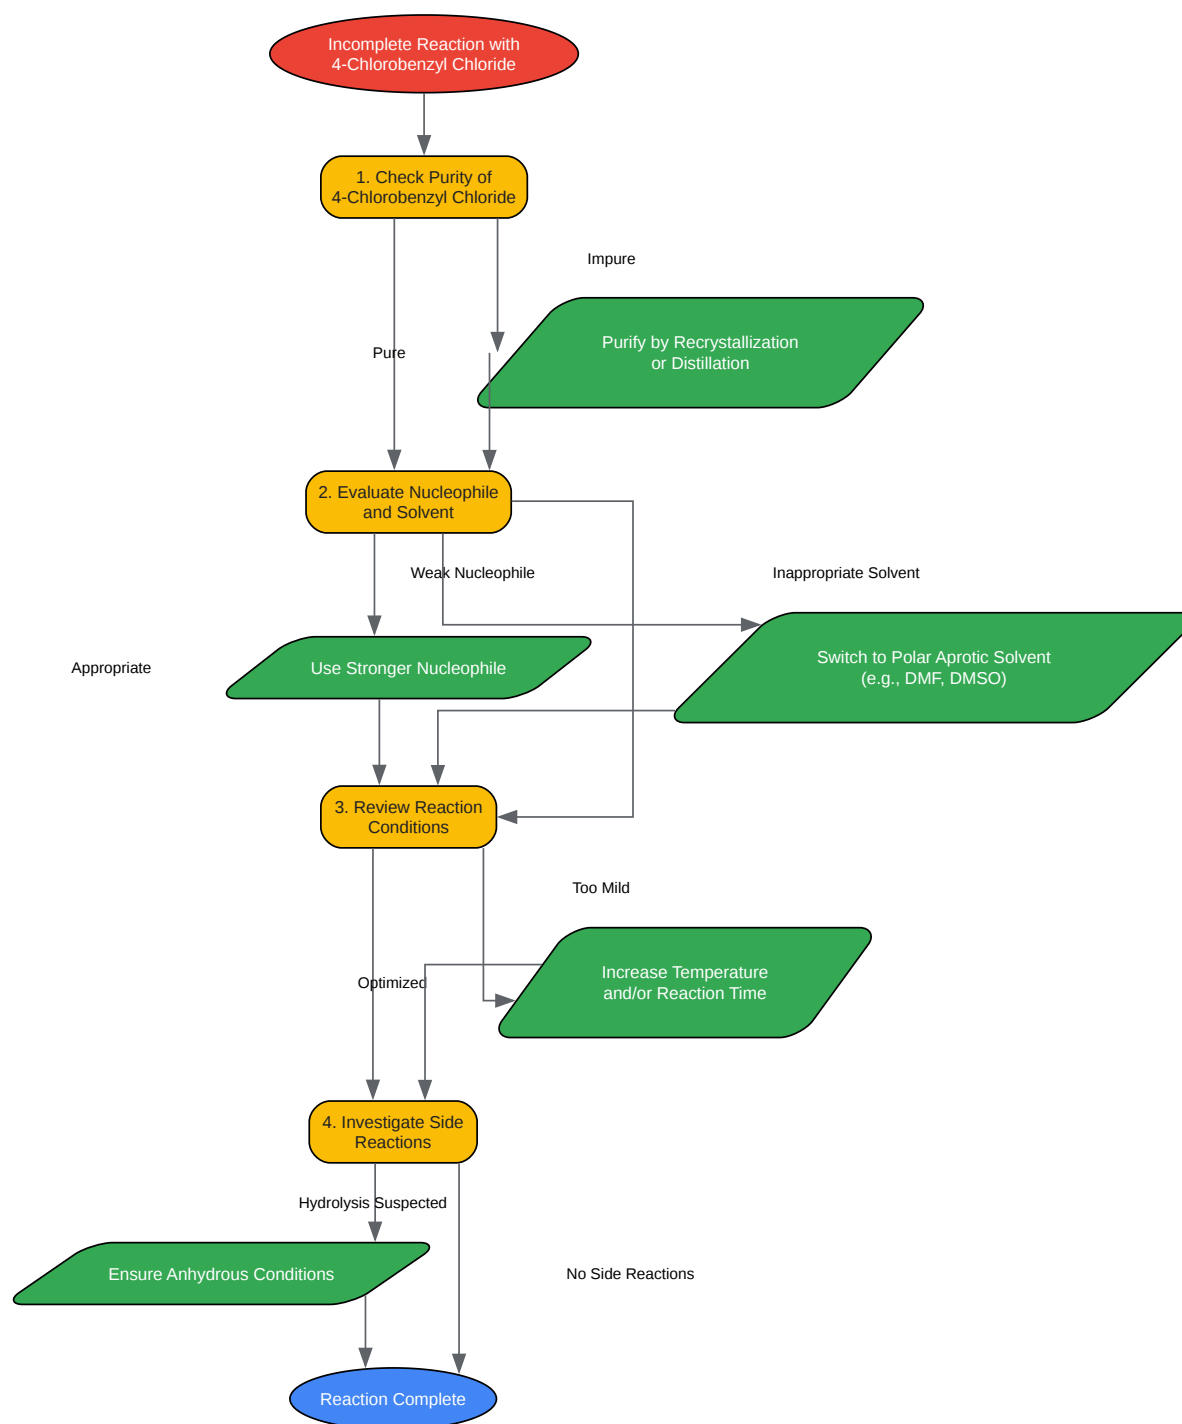 Incomplete Reaction with
4-Chlorobenzyl Chloride
1. Check Purity of
4-Chlorobenzyl Chloride
Impure
Purify by Recrystallization
or Distillation
Pure
2. Evaluate Nucleophile
and Solvent
Weak Nucleophile
Inappropriate Solvent
Appropriate
Use Stronger Nucleophile
Switch to Polar Aprotic Solvent
(e.g., DMF, DMSO)
3. Review Reaction
Conditions
Too Mild
Optimized
Increase Temperature
and/or Reaction Time
4. Investigate Side
Reactions
Hydrolysis Suspected
Ensure Anhydrous Conditions
No Side Reactions
Reaction Complete